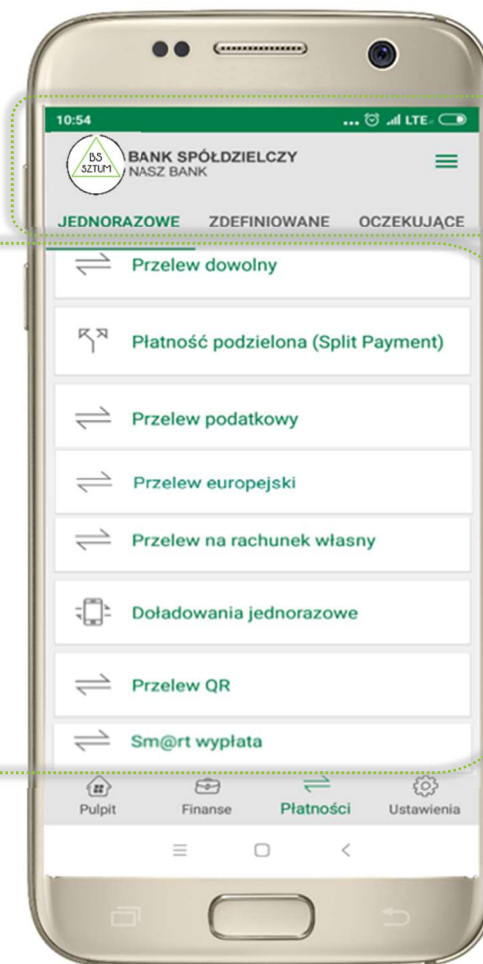 10:54 ... LTE
BS
SZTUM
BANK SPÓŁDZIELCZY
NASZ BANK
JEDNORAZOWE ZDEFINIOWANE OCZEKUJĄCE
Przelew dowolny
Płatność podzielona (Split Payment)
Przelew podatkowy
Przelew europejski
Przelew na rachunek własny
Doładowania jednorazowe
Przelew QR
Sm@rt wypłata
Pulpit Finanse Płatności Ustawienia